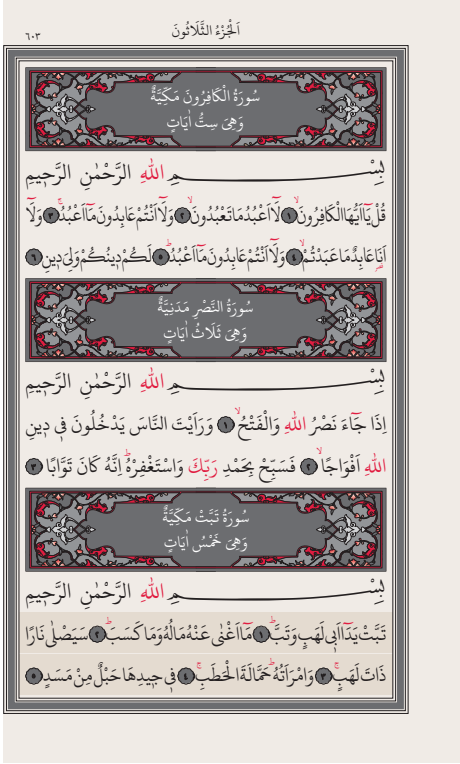 اَلْجُزْءُ الثَّلَاثُونَ
٦٠٣
سُورَةُ الْكَافِرُونَ مَكِّيَّةٌ
وَهِيَ سِتُّ اٰيَاتٍ
بِسْمِ اللّٰهِ الرَّحْمٰنِ الرَّح۪يمِ
قُلْ يَٓا اَيُّهَا الْكَافِرُونَۙ ﴿١﴾ لَٓا اَعْبُدُ مَا تَعْبُدُونَۙ ﴿٢﴾ وَلَٓا اَنْتُمْ عَابِدُونَ مَٓا اَعْبُدُۚ ﴿٣﴾ وَلَٓا
اَنَا۬ عَابِدٌ مَا عَبَدْتُمْۙ ﴿٤﴾ وَلَٓا اَنْتُمْ عَابِدُونَ مَٓا اَعْبُدُۜ ﴿٥﴾ لَكُمْ د۪ينُكُمْ وَلِيَ د۪ينِ ﴿٦﴾
سُورَةُ النَّصْرِ مَدَنِيَّةٌ
وَهِيَ ثَلَاثُ اٰيَاتٍ
بِسْمِ اللّٰهِ الرَّحْمٰنِ الرَّح۪يمِ
اِذَا جَٓاءَ نَصْرُ اللّٰهِ وَالْفَتْحُۙ ﴿١﴾ وَرَاَيْتَ النَّاسَ يَدْخُلُونَ ف۪ي د۪ينِ
اللّٰهِ اَفْوَاجًاۙ ﴿٢﴾ فَسَبِّحْ بِحَمْدِ رَبِّكَ وَاسْتَغْفِرْهُۜ اِنَّهُ كَانَ تَوَّابًا ﴿٣﴾
سُورَةُ تَبَّتْ مَكِّيَّةٌ
وَهِيَ خَمْسُ اٰيَاتٍ
بِسْمِ اللّٰهِ الرَّحْمٰنِ الرَّح۪يمِ
تَبَّتْ يَدَٓا اَب۪ي لَهَبٍ وَتَبَّۜ ﴿١﴾ مَٓا اَغْنٰى عَنْهُ مَالُهُ وَمَا كَسَبَۜ ﴿٢﴾ سَيَصْلٰى نَارًا
ذَاتَ لَهَبٍۚ ﴿٣﴾ وَامْرَاَتُهُۜ حَمَّالَةَ الْحَطَبِۚ ﴿٤﴾ ف۪ي ج۪يدِهَا حَبْلٌ مِنْ مَسَدٍ ﴿٥﴾